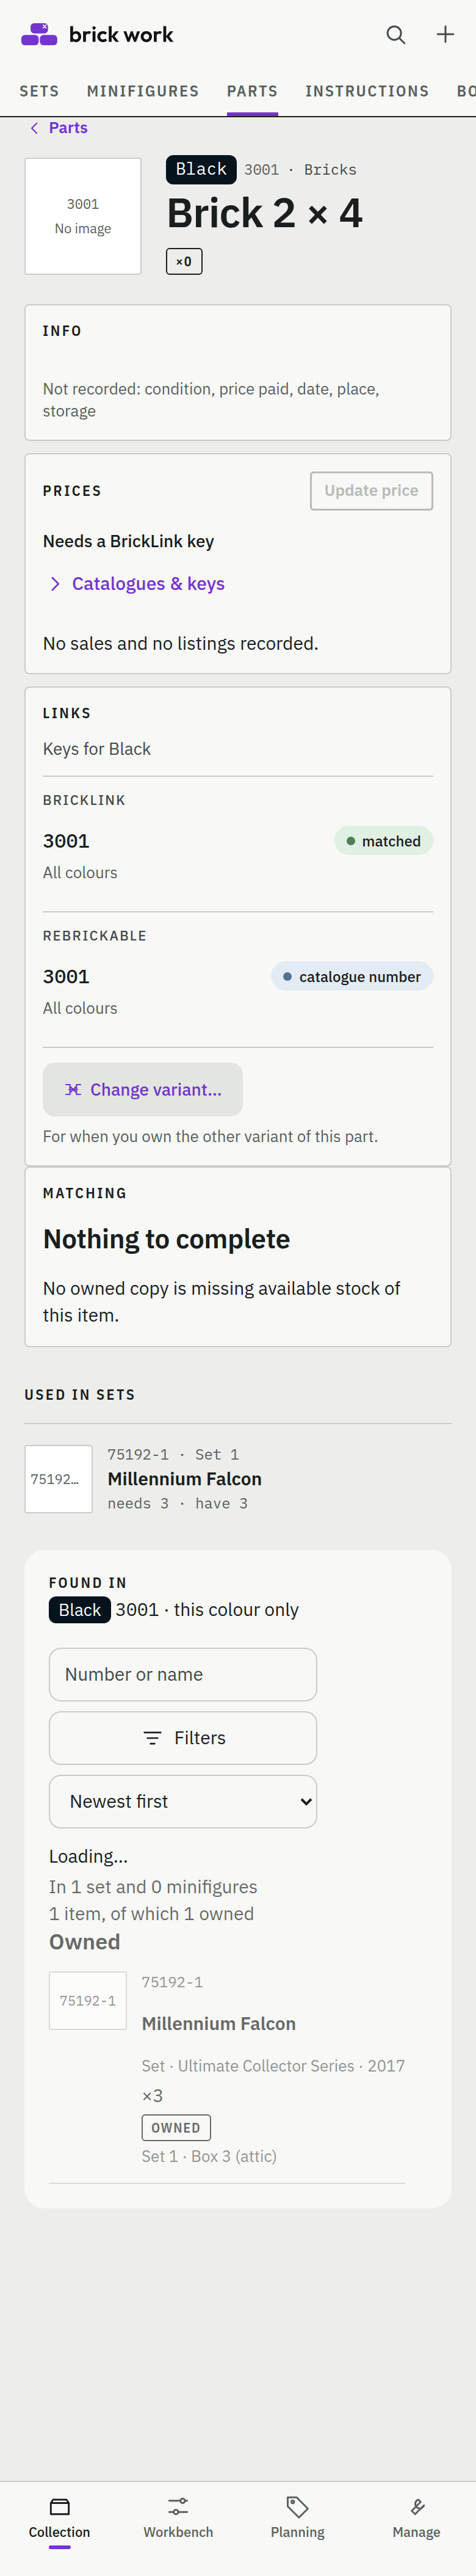 brick work
SETS MINIFIGURES PARTS INSTRUCTIONS BO
Parts
3001
No image
Black 3001 · Bricks
Brick 2 × 4
×0
INFO
Not recorded: condition, price paid, date, place,
storage
PRICES
Update price
Needs a BrickLink key
Catalogues & keys
No sales and no listings recorded.
LINKS
Keys for Black
BRICKLINK
3001
matched
All colours
REBRICKABLE
3001
catalogue number
All colours
Change variant…
For when you own the other variant of this part.
MATCHING
Nothing to complete
No owned copy is missing available stock of
this item.
USED IN SETS
75192…
75192-1 · Set 1
Millennium Falcon
needs 3 · have 3
FOUND IN
Black 3001 · this colour only
Number or name
Filters
Newest first
Loading…
In 1 set and 0 minifigures
1 item, of which 1 owned
Owned
75192-1
75192-1
Millennium Falcon
Set · Ultimate Collector Series · 2017
×3
OWNED
Set 1 · Box 3 (attic)
Collection Workbench Planning Manage